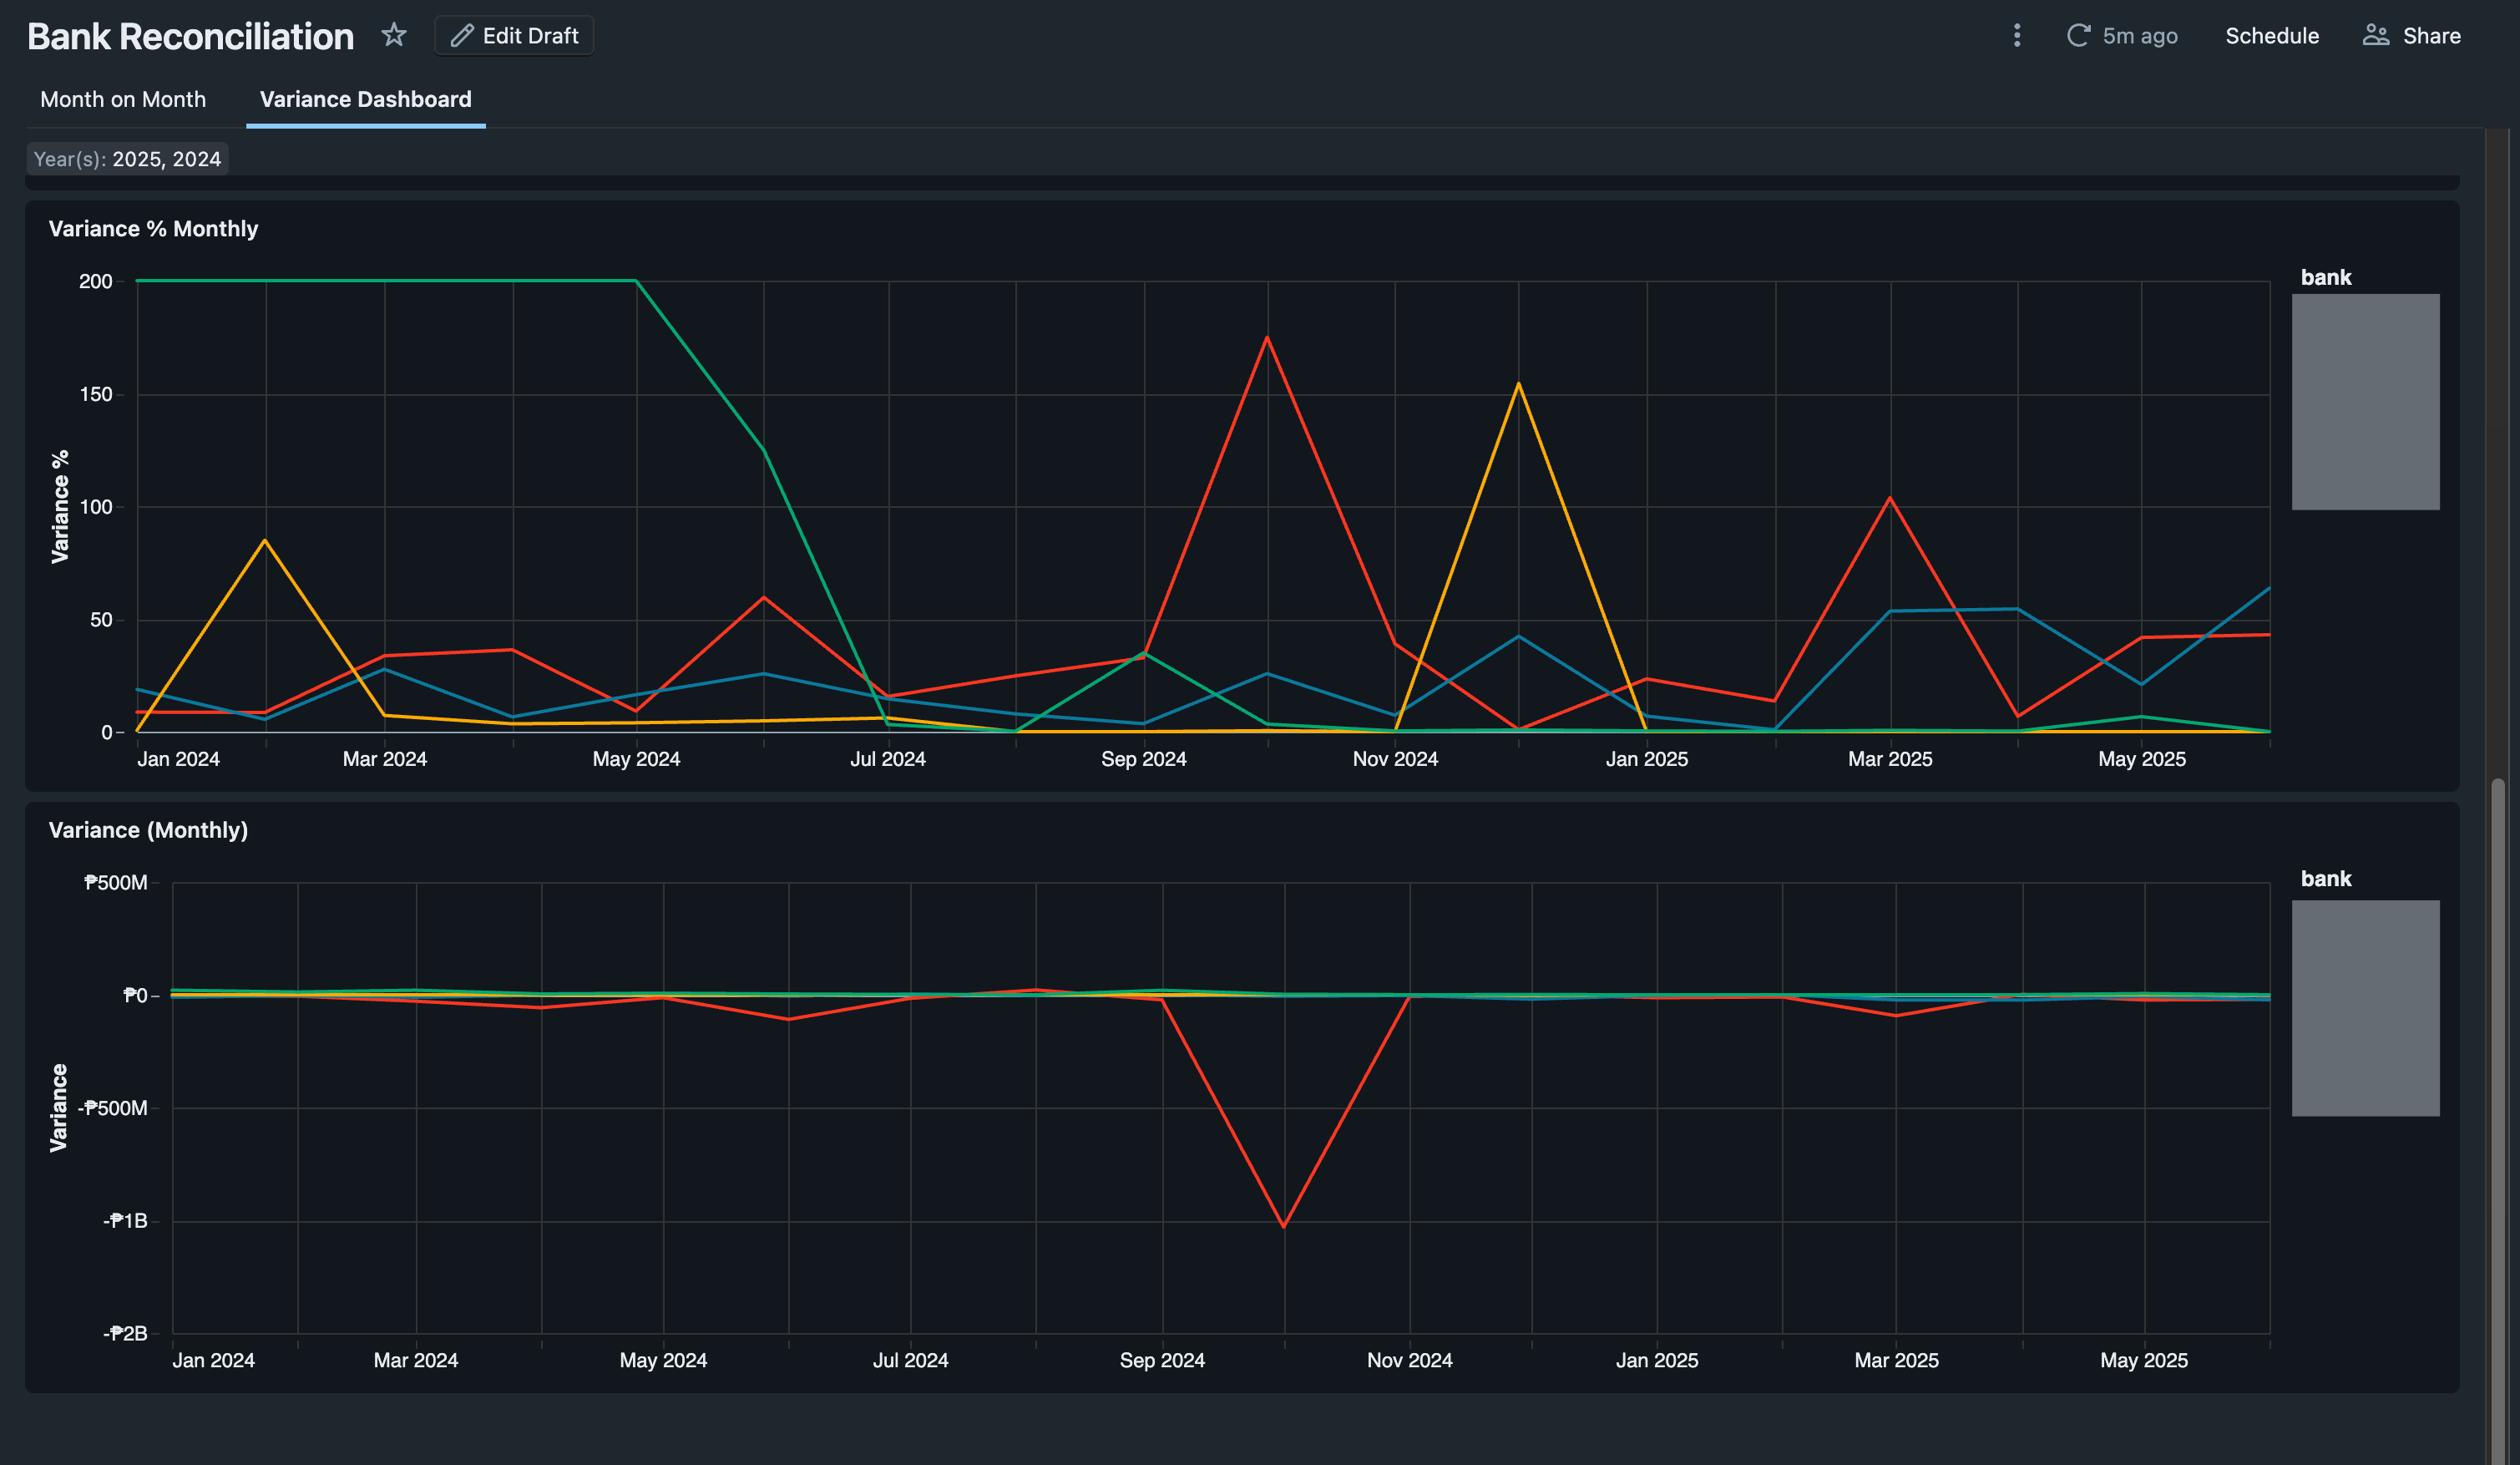 Bank Reconciliation
Edit Draft
5m ago
Schedule
Share
Month on Month
Variance Dashboard
Year(s): 2025, 2024
Variance % Monthly
bank
Variance %
200
150
100
50
0
Jan 2024
Mar 2024
May 2024
Jul 2024
Sep 2024
Nov 2024
Jan 2025
Mar 2025
May 2025
Variance (Monthly)
bank
Variance
₱500M
₱0
-₱500M
-₱1B
-₱2B
Jan 2024
Mar 2024
May 2024
Jul 2024
Sep 2024
Nov 2024
Jan 2025
Mar 2025
May 2025